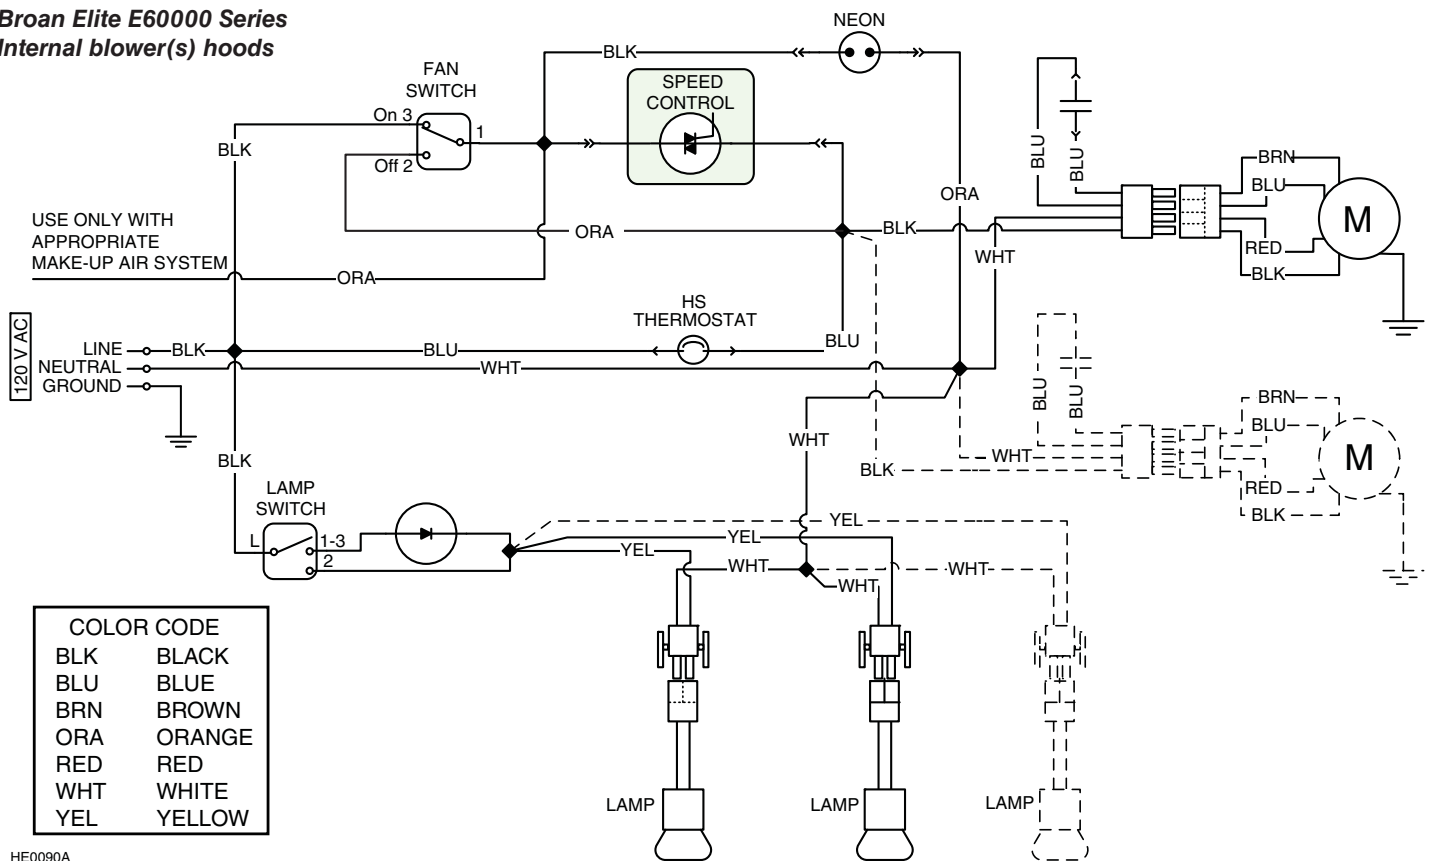 Broan Elite E60000 Series
Internal blower(s) hoods
NEON
BLK
FAN
SWITCH
SPEED
CONTROL
On 3
1
BLK
Off 2
BLU
BLU
BRN
BLU
M
RED
BLK
ORA
USE ONLY WITH
APPROPRIATE
MAKE-UP AIR SYSTEM
ORA
BLK
WHT
ORA
HS
THERMOSTAT
120 V AC
LINE
BLK
BLU
BLU
NEUTRAL
WHT
GROUND
BLU
BLU
BRN
BLU
M
RED
BLK
WHT
WHT
BLK
BLK
LAMP
SWITCH
L
1-3
2
YEL
YEL
YEL
WHT
WHT
WHT
COLOR CODE
BLK BLACK
BLU BLUE
BRN BROWN
ORA ORANGE
RED RED
WHT WHITE
YEL YELLOW
LAMP
LAMP
LAMP
HE0090A